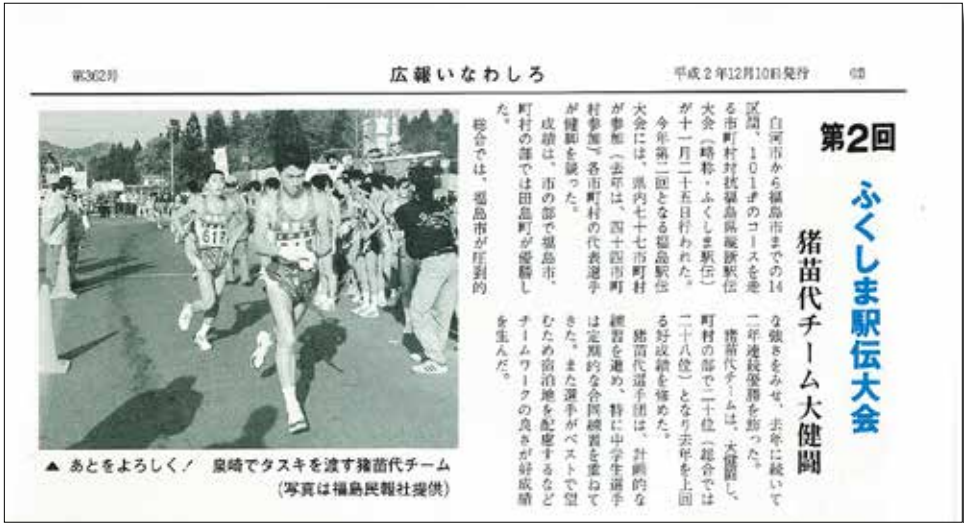 第362号
広報いなわしろ
平成2年12月10日発行
第2回
ふくしま駅伝大会
猪苗代チーム大健闘
白河市から福島市までの14
区間、101㌔のコースを走
る市町村対抗福島県縦断駅伝
大会（略称・ふくしま駅伝）
が十一月二十五日行われた。
今年第二回となる福島駅伝
大会には、県内七十七市町村
が参加（去年は、四十四市町
村参加）各市町村の代表選手
が健脚を競った。
成績は、市の部で福島市、
町村の部では田島町が優勝し
た。
総合では、福島市が圧倒的
な強さをみせ、去年に続いて
二年連続優勝を飾った。
猪苗代チームは、大健闘し、
町村の部で二十位（総合では
二十八位）となり去年を上回
る好成績を修めた。
猪苗代選手団は、計画的な
練習を進め、特に中学生選手
は定期的な合同練習を重ねて
きた。また選手がベストで望
むため宿泊地を配慮するなど
チームワークの良さが好成績
を生んだ。
617
▲ あとをよろしく！ 泉崎でタスキを渡す猪苗代チーム
(写真は福島民報社提供)